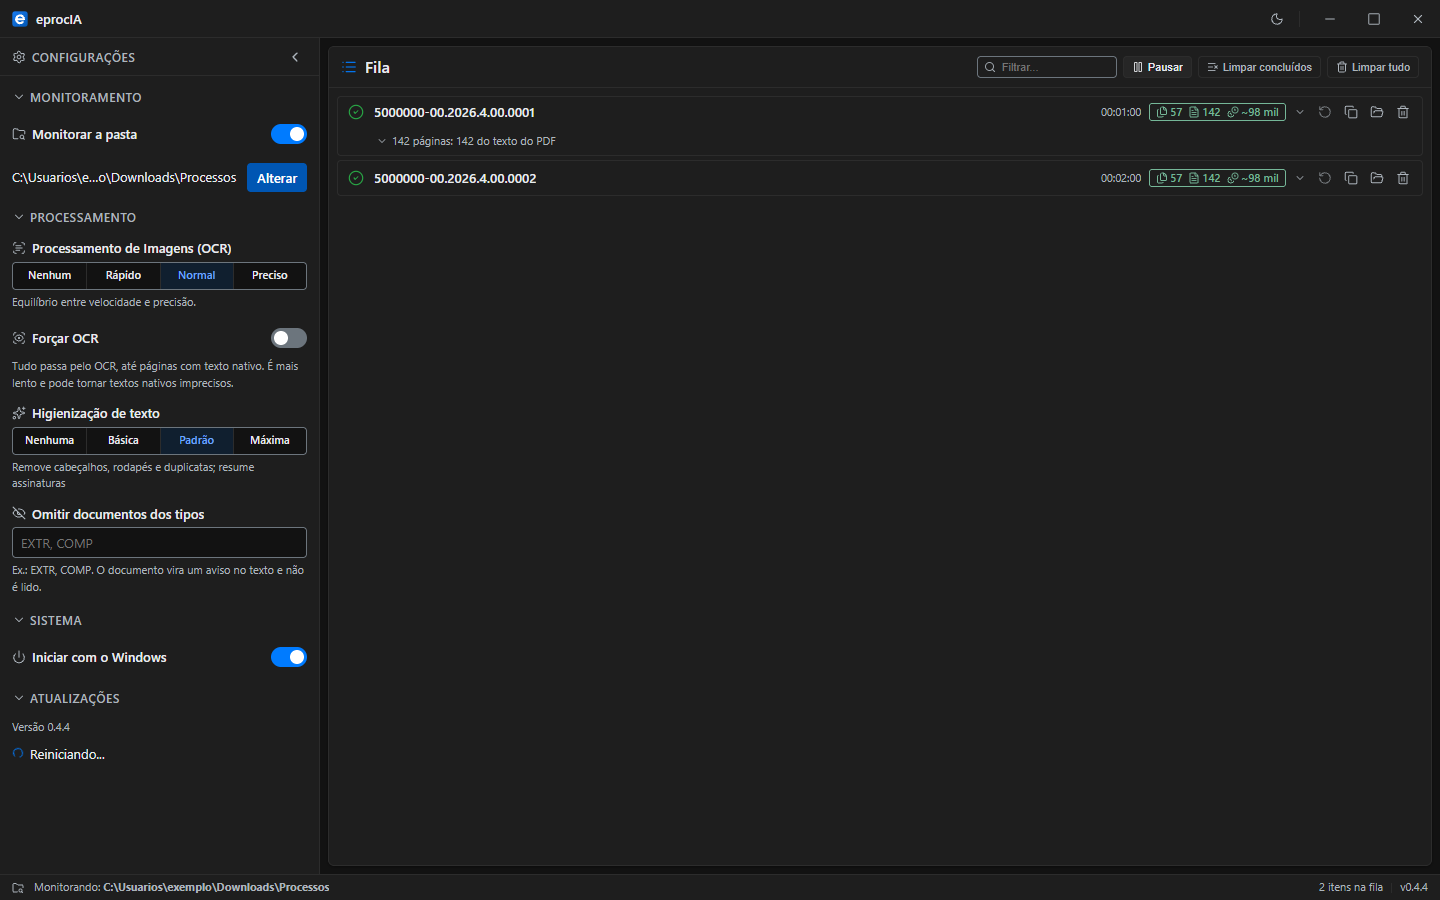 eprocIA
CONFIGURAÇÕES
MONITORAMENTO
Monitorar a pasta
C:\Usuarios\e...o\Downloads\Processos
Alterar
PROCESSAMENTO
Processamento de Imagens (OCR)
Nenhum Rápido Normal Preciso
Equilíbrio entre velocidade e precisão.
Forçar OCR
Tudo passa pelo OCR, até páginas com texto nativo. É mais
lento e pode tornar textos nativos imprecisos.
Higienização de texto
Nenhuma Básica Padrão Máxima
Remove cabeçalhos, rodapés e duplicatas; resume
assinaturas
Omitir documentos dos tipos
EXTR, COMP
Ex.: EXTR, COMP. O documento vira um aviso no texto e não
é lido.
SISTEMA
Iniciar com o Windows
ATUALIZAÇÕES
Versão 0.4.4
Reiniciando...
Fila
Filtrar...
Pausar
Limpar concluídos
Limpar tudo
5000000-00.2026.4.00.0001
00:01:00 57 142 ~98 mil
142 páginas: 142 do texto do PDF
5000000-00.2026.4.00.0002
00:02:00 57 142 ~98 mil
Monitorando: C:\Usuarios\exemplo\Downloads\Processos
2 itens na fila
v0.4.4